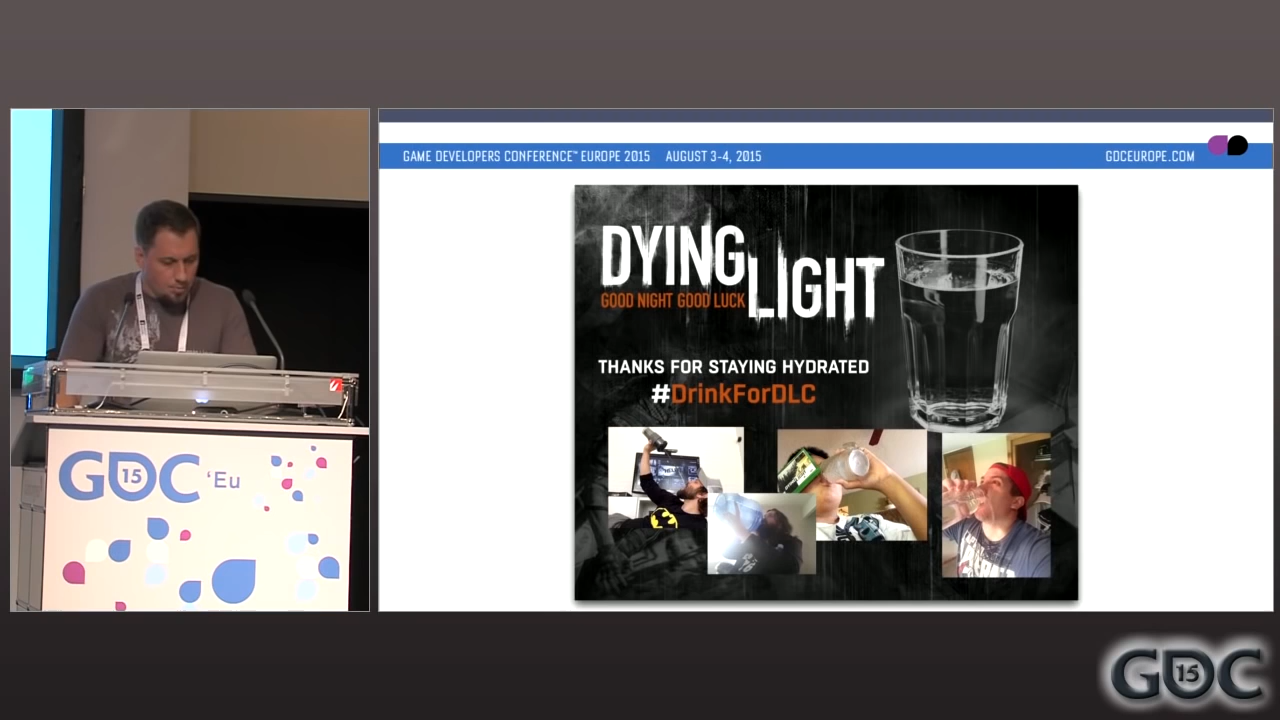 GAME DEVELOPERS CONFERENCE™ EUROPE 2015 AUGUST 3-4, 2015
GDCEUROPE.COM
DYING LIGHT
GOOD NIGHT GOOD LUCK
THANKS FOR STAYING HYDRATED
#DrinkForDLC
GDC 15 'Eu
GDC 15